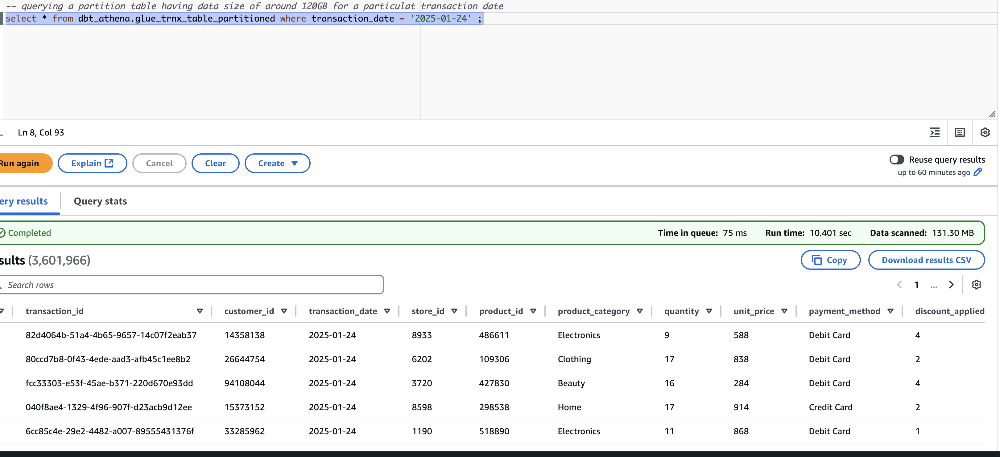 -- querying a partition table having data size of around 120GB for a particulat transaction date
select * from dbt_athena.glue_trnx_table_partitioned where transaction_date = '2025-01-24' ;
L Ln 8, Col 93
Run again Explain Cancel Clear Create Reuse query results
up to 60 minutes ago
ery results Query stats
Completed Time in queue: 75 ms Run time: 10.401 sec Data scanned: 131.30 MB
sults (3,601,966) Copy Download results CSV
Search rows 1 ...
transaction_id customer_id transaction_date store_id product_id product_category quantity unit_price payment_method discount_applied
82d4064b-51a4-4b65-9657-14c07f2eab37 14358138 2025-01-24 8933 486611 Electronics 9 588 Debit Card 4
80ccd7b8-0f43-4ede-aad3-afb45c1ee8b2 26644754 2025-01-24 6202 109306 Clothing 17 838 Debit Card 2
fcc33303-e53f-45ae-b371-220d670e93dd 94108044 2025-01-24 3720 427830 Beauty 16 284 Debit Card 4
040f8ae4-1329-4f96-907f-d23acb9d12ee 15373152 2025-01-24 8598 298538 Home 17 914 Credit Card 2
6cc85c4e-29e2-4482-a007-89555431376f 33285962 2025-01-24 1190 518890 Electronics 11 868 Debit Card 1